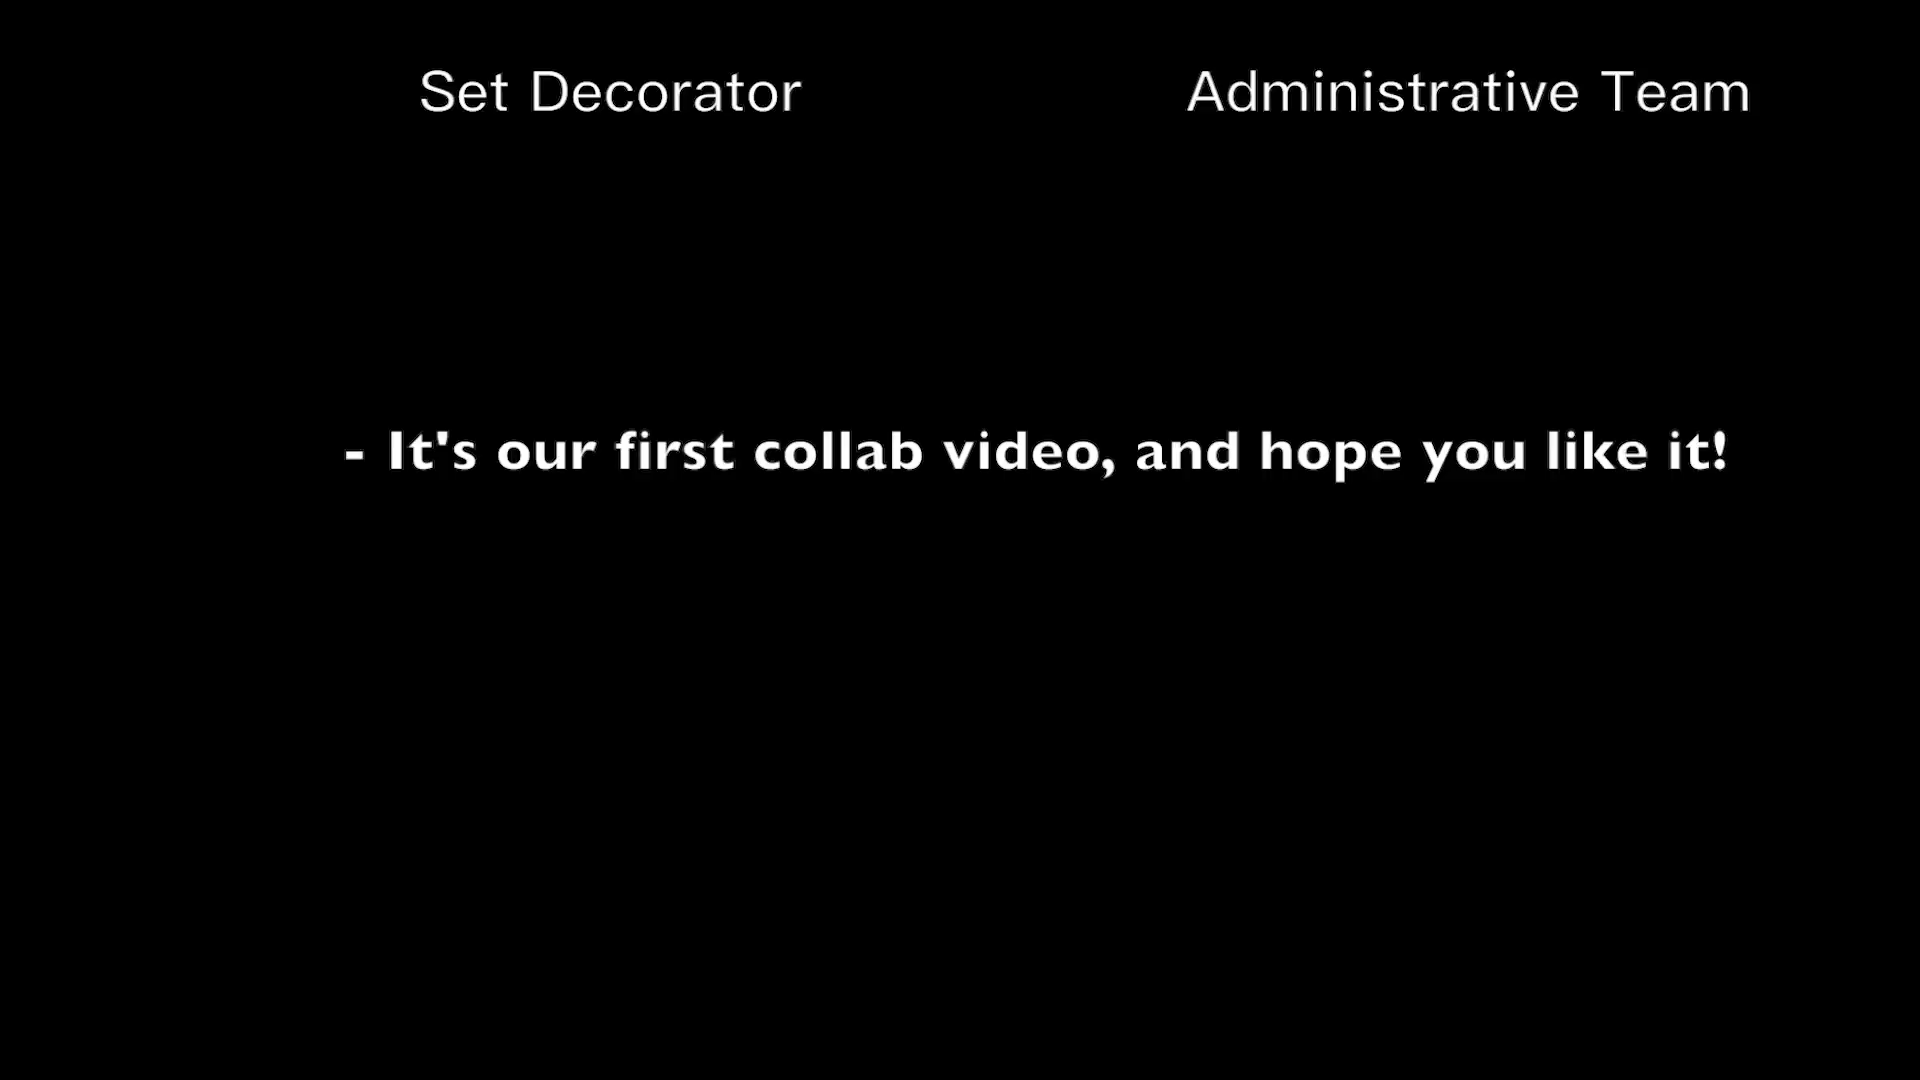 Set Decorator Administrative Team
- It's our first collab video, and hope you like it!